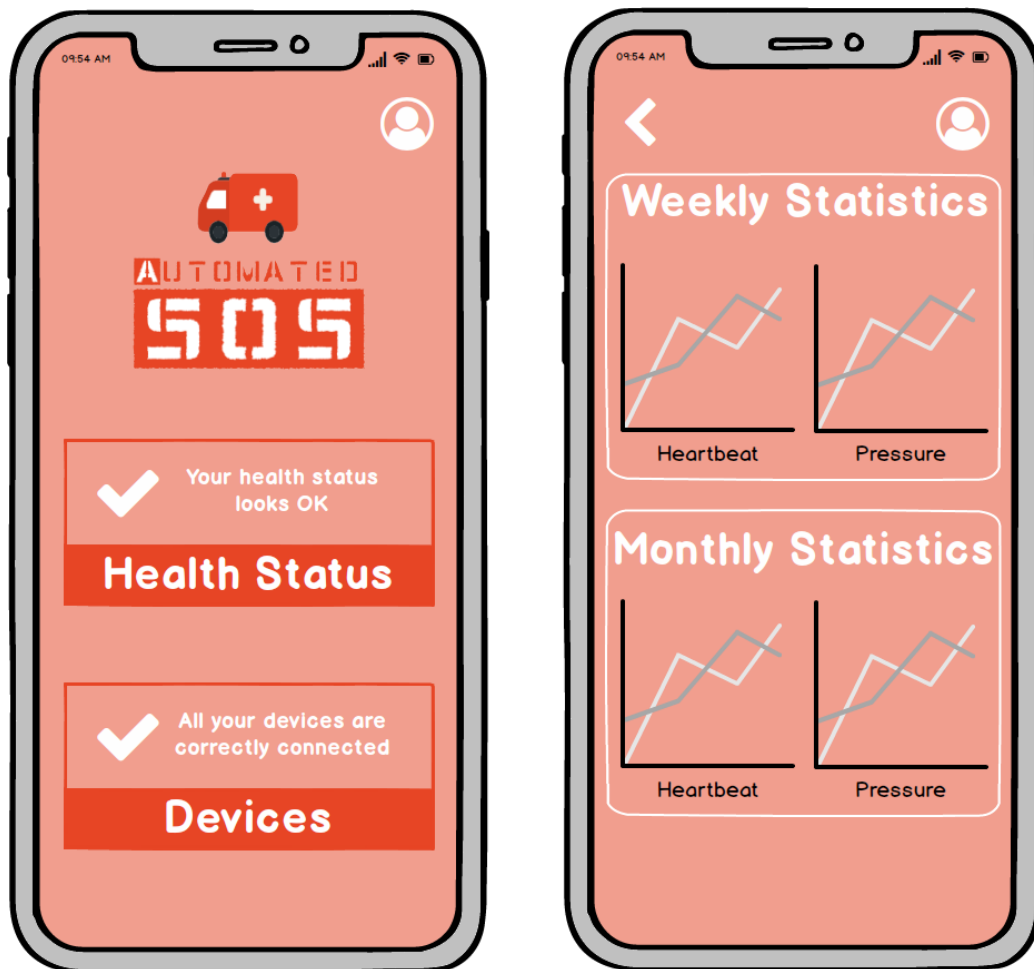 09:54 AM
AUTOMATED
SOS
Your health status
looks OK
Health Status
All your devices are
correctly connected
Devices
09:54 AM
Weekly Statistics
Heartbeat Pressure
Monthly Statistics
Heartbeat Pressure